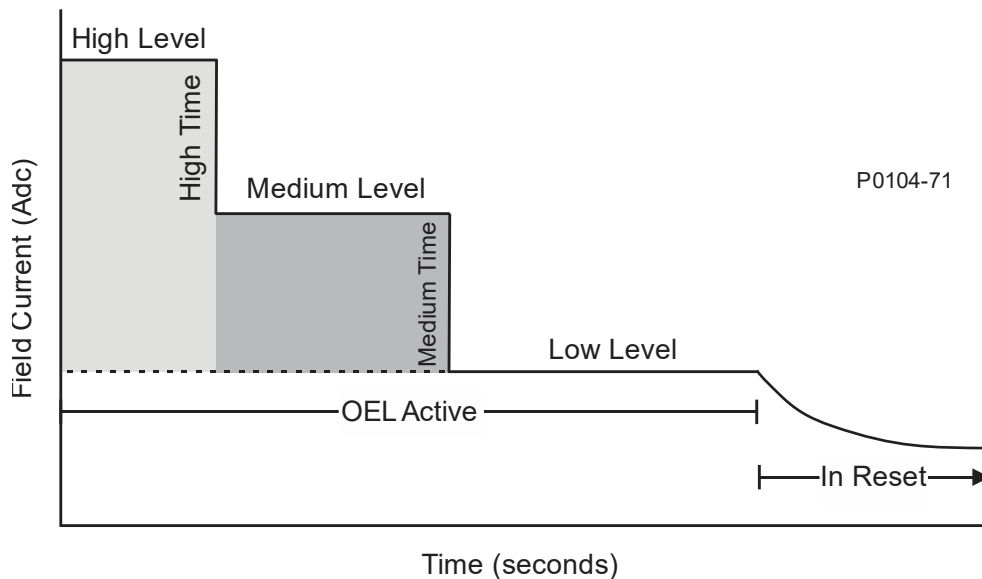 High Level
High Time
Medium Level
Medium Time
P0104-71
Low Level
OEL Active
In Reset
Field Current (Adc)
Time (seconds)